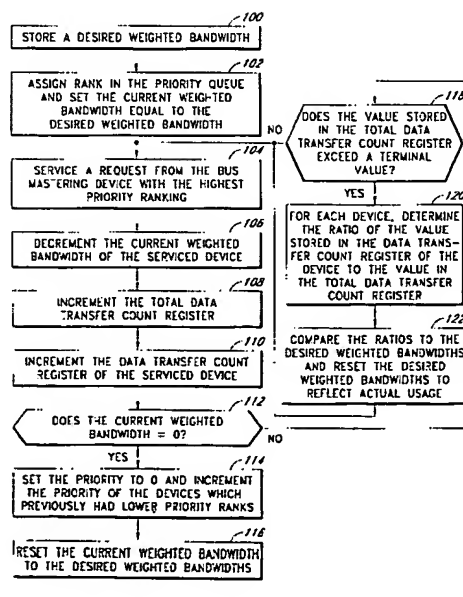 100
STORE A DESIRED WEIGHTED BANDWIDTH
102
ASSIGN RANK IN THE PRIORITY QUEUE
AND SET THE CURRENT WEIGHTED
BANDWIDTH EQUAL TO THE
DESIRED WEIGHTED BANDWIDTH
104
SERVICE A REQUEST FROM THE BUS
MASTERING DEVICE WITH THE HIGHEST
PRIORITY RANKING
106
DECREMENT THE CURRENT WEIGHTED
BANDWIDTH OF THE SERVICED DEVICE
108
INCREMENT THE TOTAL DATA
TRANSFER COUNT REGISTER
110
INCREMENT THE DATA TRANSFER COUNT
REGISTER OF THE SERVICED DEVICE
112
DOES THE CURRENT WEIGHTED
BANDWIDTH = 0?
NO
YES
114
SET THE PRIORITY TO 0 AND INCREMENT
THE PRIORITY OF THE DEVICES WHICH
PREVIOUSLY HAD LOWER PRIORITY RANKS
116
RESET THE CURRENT WEIGHTED BANDWIDTH
TO THE DESIRED WEIGHTED BANDWIDTHS
118
DOES THE VALUE STORED
IN THE TOTAL DATA
TRANSFER COUNT REGISTER
EXCEED A TERMINAL
VALUE?
NO
YES
120
FOR EACH DEVICE, DETERMINE
THE RATIO OF THE VALUE
STORED IN THE DATA TRANS-
FER COUNT REGISTER OF THE
DEVICE TO THE VALUE IN
THE TOTAL DATA TRANSFER
COUNT REGISTER
122
COMPARE THE RATIOS TO THE
DESIRED WEIGHTED BANDWIDTHS
AND RESET THE DESIRED
WEIGHTED BANDWIDTHS TO
REFLECT ACTUAL USAGE